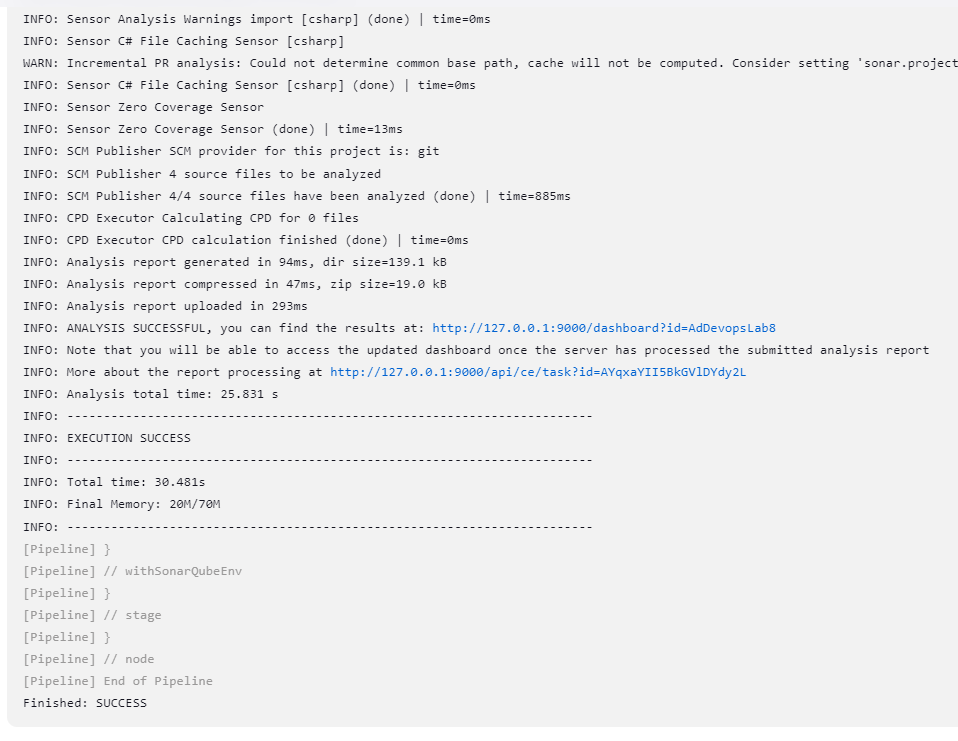 INFO: Sensor Analysis Warnings import [csharp] (done) | time=0ms
INFO: Sensor C# File Caching Sensor [csharp]
WARN: Incremental PR analysis: Could not determine common base path, cache will not be computed. Consider setting 'sonar.project
INFO: Sensor C# File Caching Sensor [csharp] (done) | time=0ms
INFO: Sensor Zero Coverage Sensor
INFO: Sensor Zero Coverage Sensor (done) | time=13ms
INFO: SCM Publisher SCM provider for this project is: git
INFO: SCM Publisher 4 source files to be analyzed
INFO: SCM Publisher 4/4 source files have been analyzed (done) | time=885ms
INFO: CPD Executor Calculating CPD for 0 files
INFO: CPD Executor CPD calculation finished (done) | time=0ms
INFO: Analysis report generated in 94ms, dir size=139.1 kB
INFO: Analysis report compressed in 47ms, zip size=19.0 kB
INFO: Analysis report uploaded in 293ms
INFO: ANALYSIS SUCCESSFUL, you can find the results at: http://127.0.0.1:9000/dashboard?id=AdDevopsLab8
INFO: Note that you will be able to access the updated dashboard once the server has processed the submitted analysis report
INFO: More about the report processing at http://127.0.0.1:9000/api/ce/task?id=AYqxaYII5BkGVlDYdy2L
INFO: Analysis total time: 25.831 s
INFO: ------------------------------------------------------------------------
INFO: EXECUTION SUCCESS
INFO: ------------------------------------------------------------------------
INFO: Total time: 30.481s
INFO: Final Memory: 20M/70M
INFO: ------------------------------------------------------------------------
[Pipeline] }
[Pipeline] // withSonarQubeEnv
[Pipeline] }
[Pipeline] // stage
[Pipeline] }
[Pipeline] // node
[Pipeline] End of Pipeline
Finished: SUCCESS